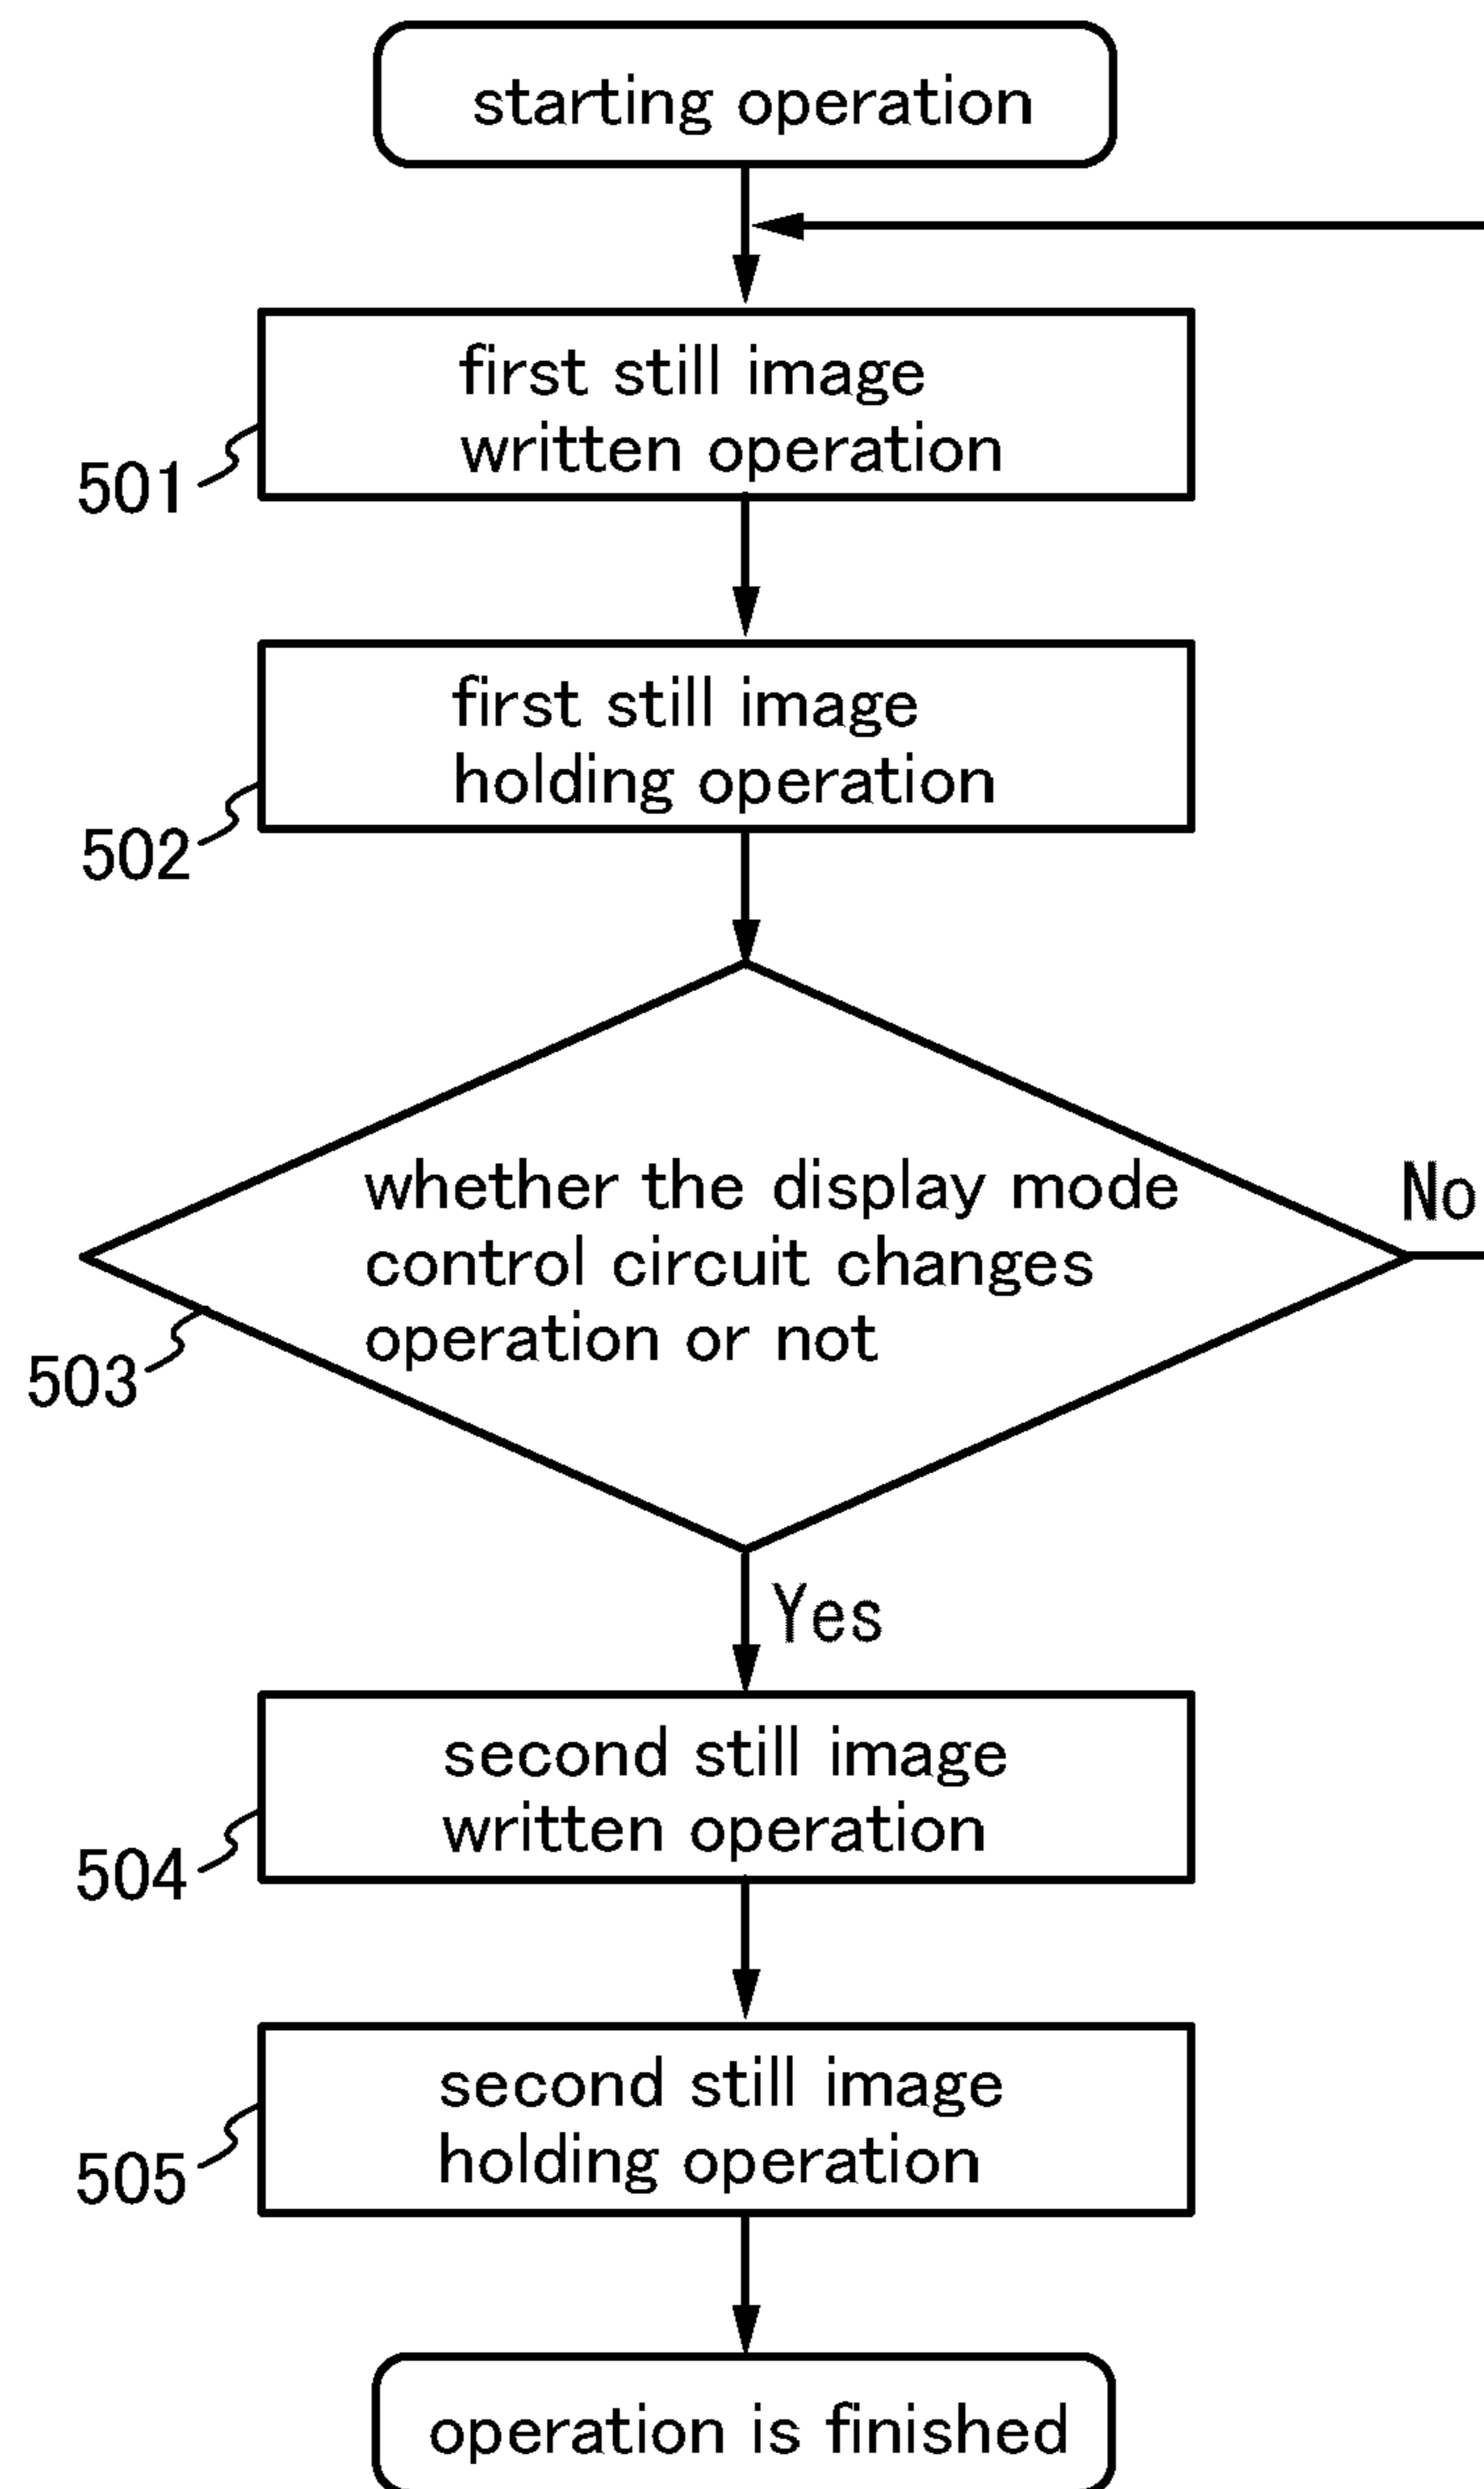 starting operation
first still image
written operation
501
first still image
holding operation
502
whether the display mode
control circuit changes
operation or not
No
503
Yes
second still image
written operation
504
second still image
holding operation
505
operation is finished